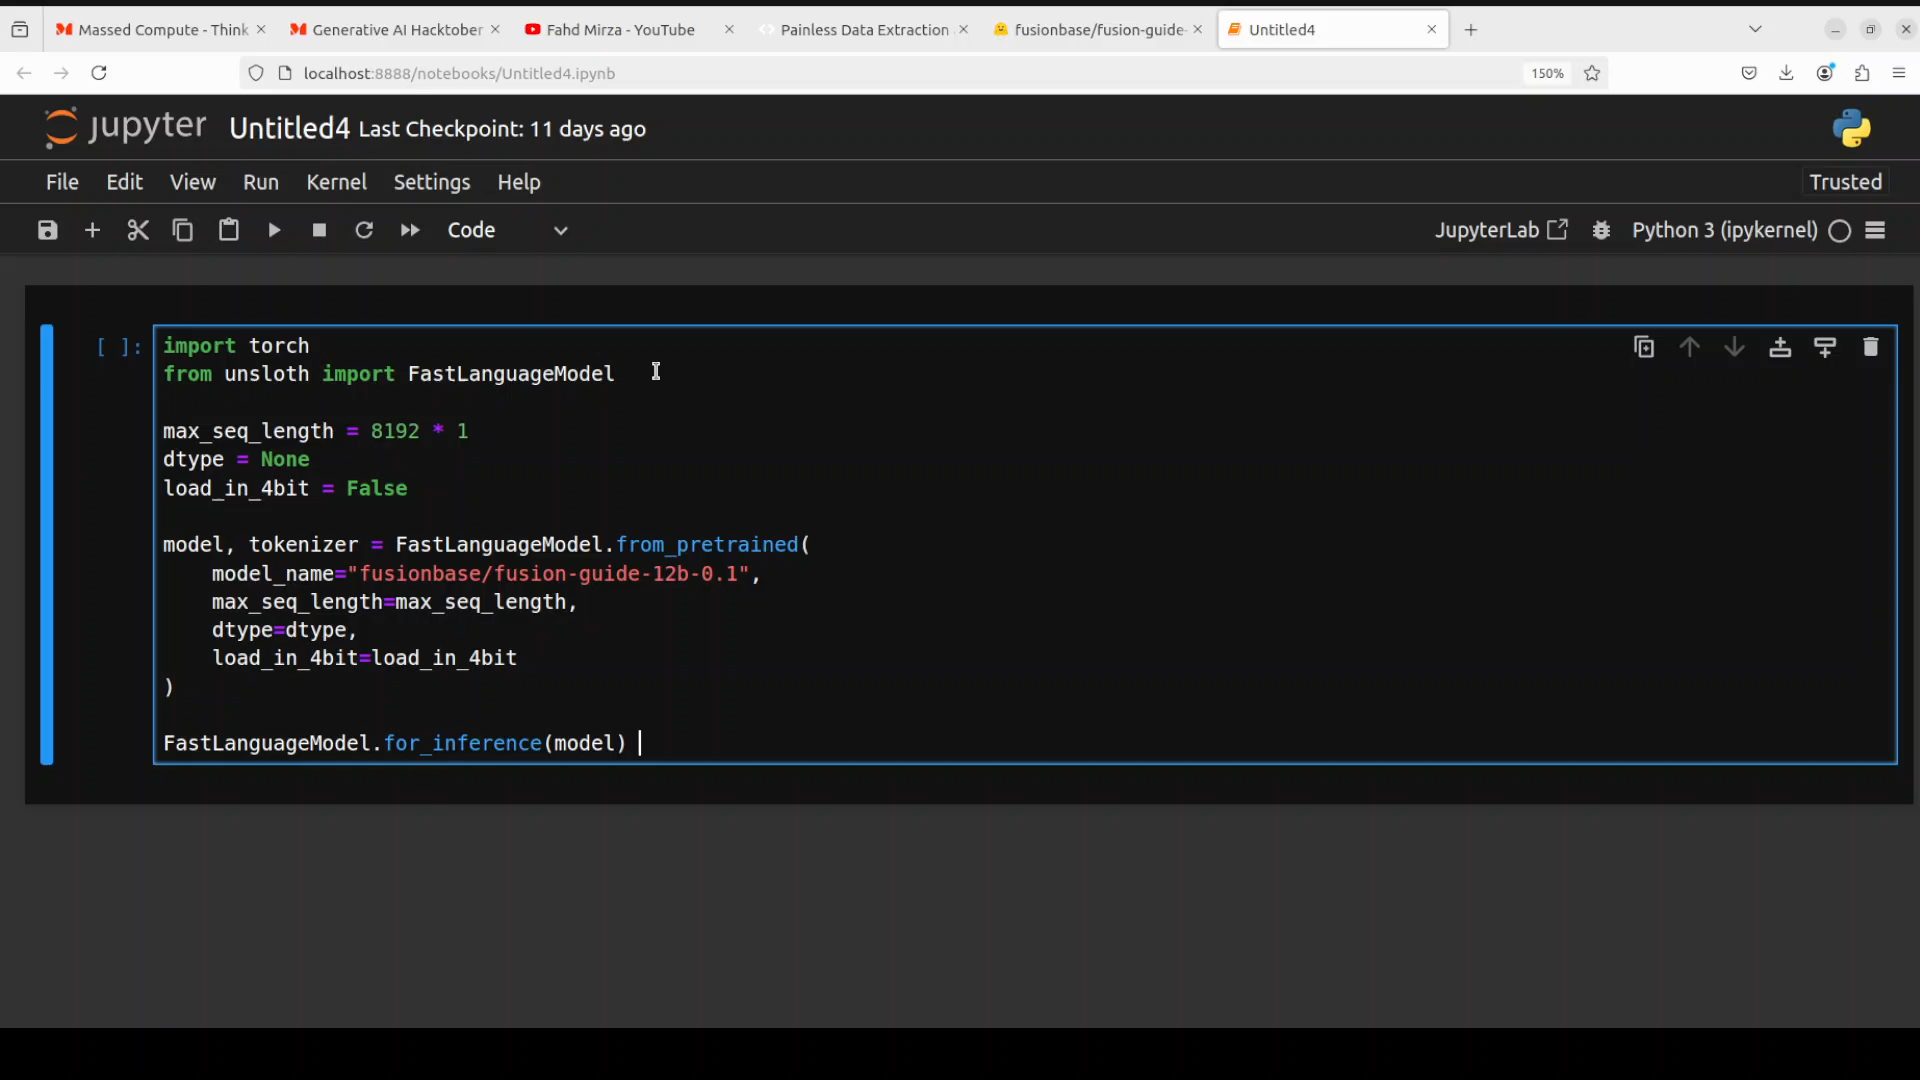 Massed Compute - Think
Generative AI Hacktober
Fahd Mirza - YouTube
Painless Data Extraction
fusionbase/fusion-guide-
Untitled4
localhost:8888/notebooks/Untitled4.ipynb
150%
jupyter
Untitled4 Last Checkpoint: 11 days ago
File Edit View Run Kernel Settings Help
Trusted
Code
JupyterLab
Python 3 (ipykernel)
[ ]:
import torch
from unsloth import FastLanguageModel
max_seq_length = 8192 * 1
dtype = None
load_in_4bit = False
model, tokenizer = FastLanguageModel.from_pretrained(
    model_name="fusionbase/fusion-guide-12b-0.1",
    max_seq_length=max_seq_length,
    dtype=dtype,
    load_in_4bit=load_in_4bit
)
FastLanguageModel.for_inference(model)